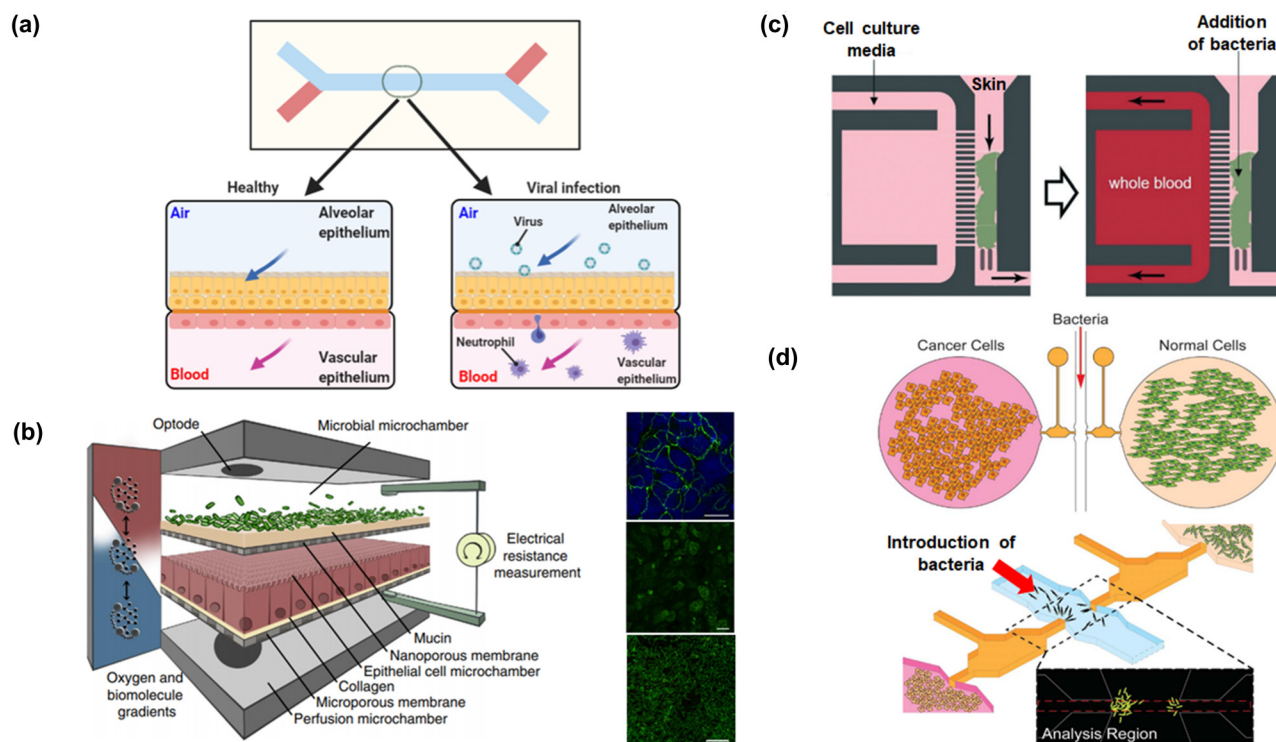 (a)
Healthy
Viral infection
Air
Alveolar
epithelium
Vascular
epithelium
Blood
Air
Virus
Alveolar
epithelium
Neutrophil
Vascular
epithelium
Blood
(b)
Optode
Microbial microchamber
Electrical
resistance
measurement
Mucin
Nanoporous membrane
Epithelial cell microchamber
Collagen
Microporous membrane
Perfusion microchamber
Oxygen and
biomolecule
gradients
(c)
Cell culture
media
Skin
Addition
of bacteria
whole blood
(d)
Bacteria
Cancer Cells
Normal Cells
Introduction of
bacteria
Analysis Region